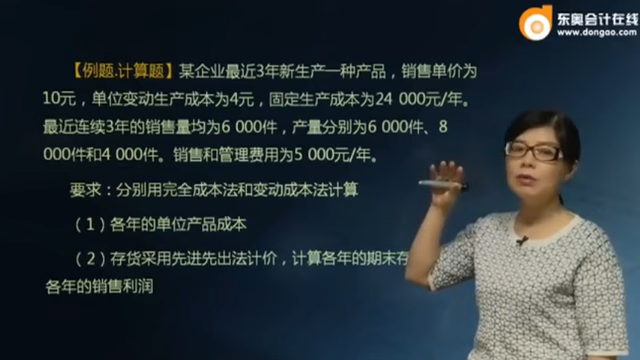 东奥会计在线
www.dongao.com
【例题.计算题】某企业最近3年新生产一种产品，销售单价为
10元，单位变动生产成本为4元，固定生产成本为24 000元/年。
最近连续3年的销售量均为6 000件，产量分别为6 000件、8
000件和4 000件。销售和管理费用为5 000元/年。
要求：分别用完全成本法和变动成本法计算
（1）各年的单位产品成本
（2）存货采用先进先出法计价，计算各年的期末存
各年的销售利润